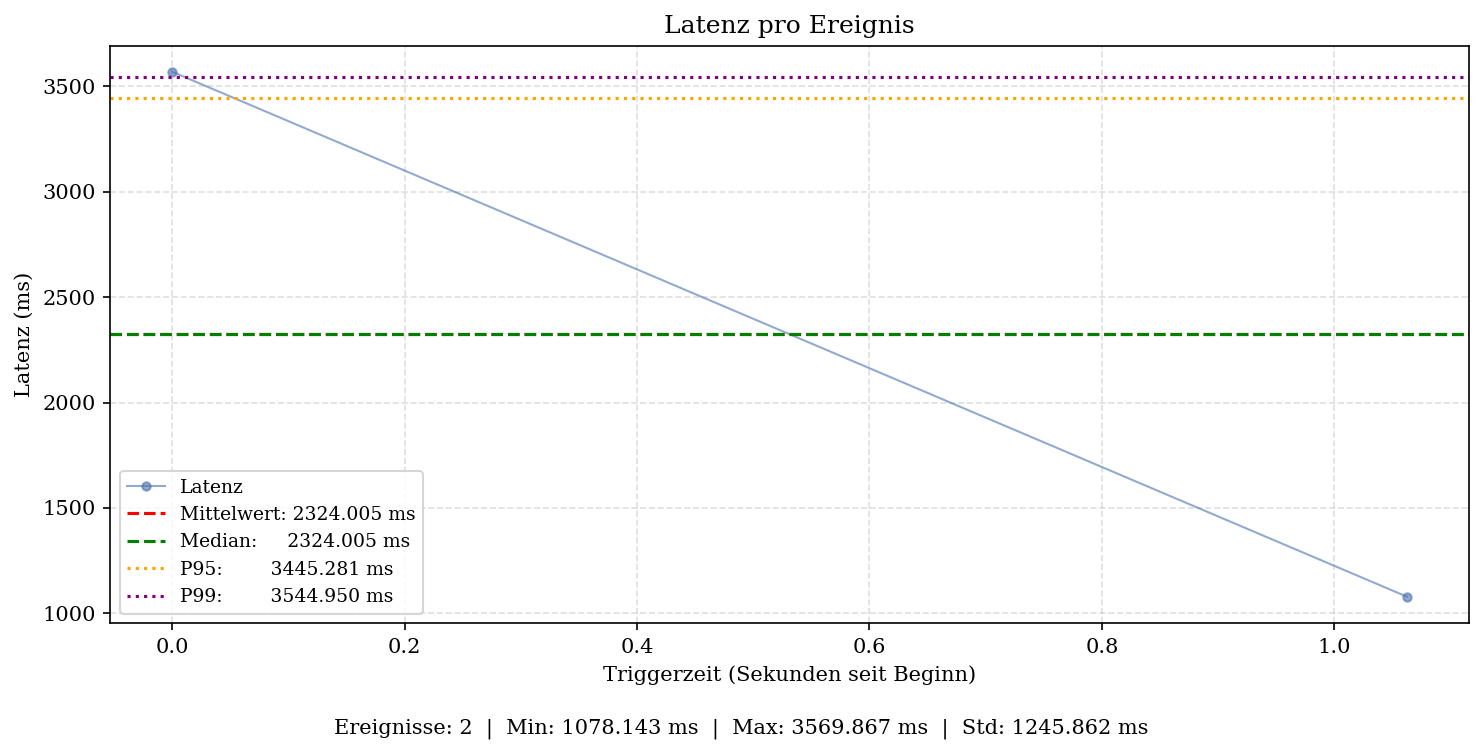 Latenz pro Ereignis
Latenz (ms)
3500
3000
2500
2000
1500
1000
Latenz
Mittelwert: 2324.005 ms
Median: 2324.005 ms
P95: 3445.281 ms
P99: 3544.950 ms
0.0 0.2 0.4 0.6 0.8 1.0
Triggerzeit (Sekunden seit Beginn)
Ereignisse: 2 | Min: 1078.143 ms | Max: 3569.867 ms | Std: 1245.862 ms